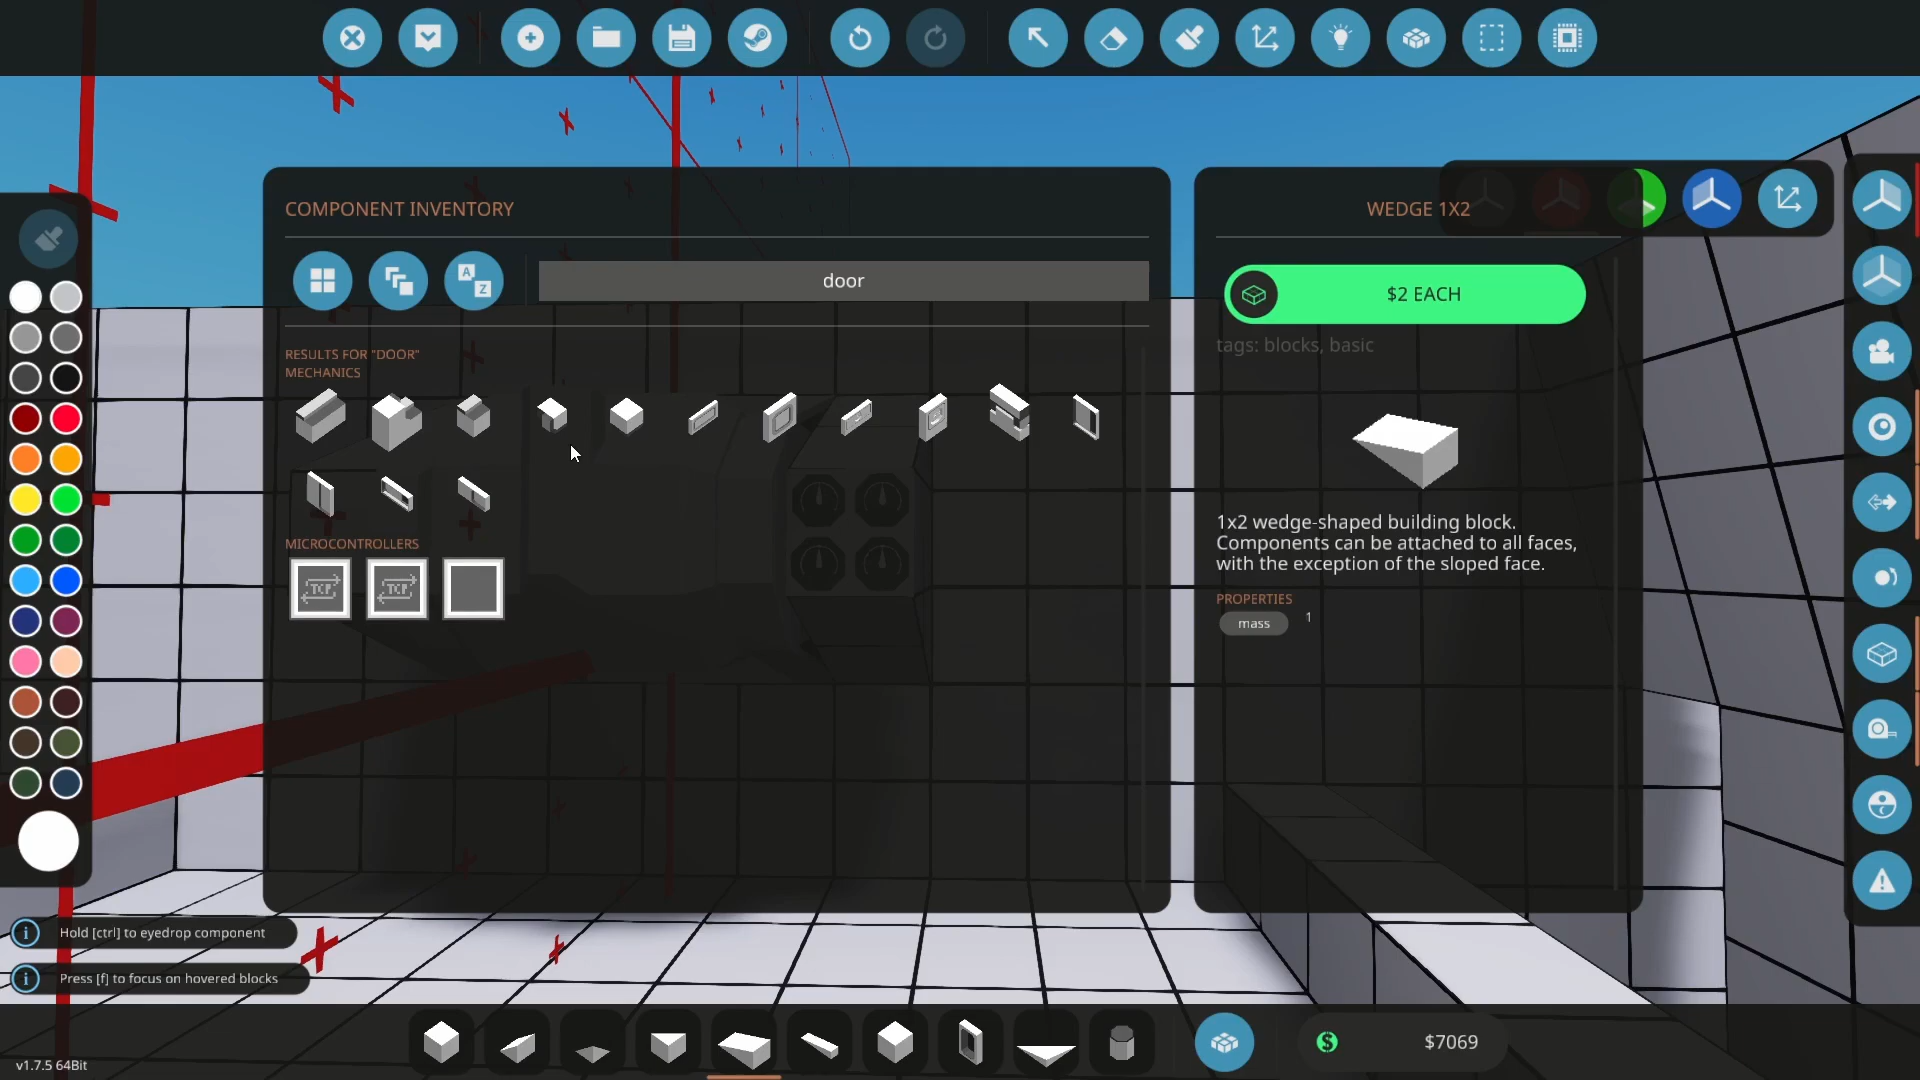 COMPONENT INVENTORY
A
Z
door
RESULTS FOR "DOOR"
MECHANICS
MICROCONTROLLERS
TCP
TCP
WEDGE 1X2
$2 EACH
tags: blocks, basic
1x2 wedge-shaped building block.
Components can be attached to all faces,
with the exception of the sloped face.
PROPERTIES
mass 1
Hold [ctrl] to eyedrop component
Press [f] to focus on hovered blocks
v1.7.5 64Bit
$7069